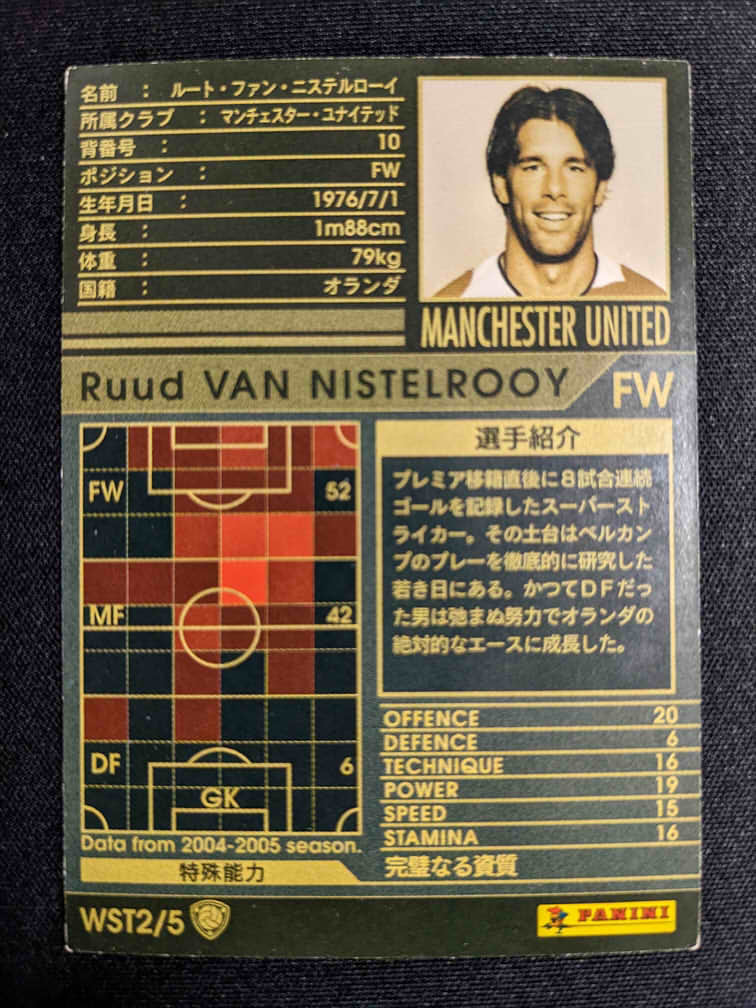 名前 : ルート・ファン・ニステルローイ
所属クラブ : マンチェスター・ユナイテッド
背番号 : 10
ポジション : FW
生年月日 : 1976/7/1
身長 : 1m88cm
体重 : 79kg
国籍 : オランダ
MANCHESTER UNITED
Ruud VAN NISTELROOY FW
FW 52
MF 42
DF 6
GK
Data from 2004-2005 season.
選手紹介
プレミア移籍直後に8試合連続
ゴールを記録したスーパースト
ライカー。その土台はベルカン
プのプレーを徹底的に研究した
若き日にある。かつてDFだっ
た男は弛まぬ努力でオランダの
絶対的なエースに成長した。
OFFENCE 20
DEFENCE 6
TECHNIQUE 16
POWER 19
SPEED 15
STAMINA 16
特殊能力 完璧なる資質
WST2/5
PANINI